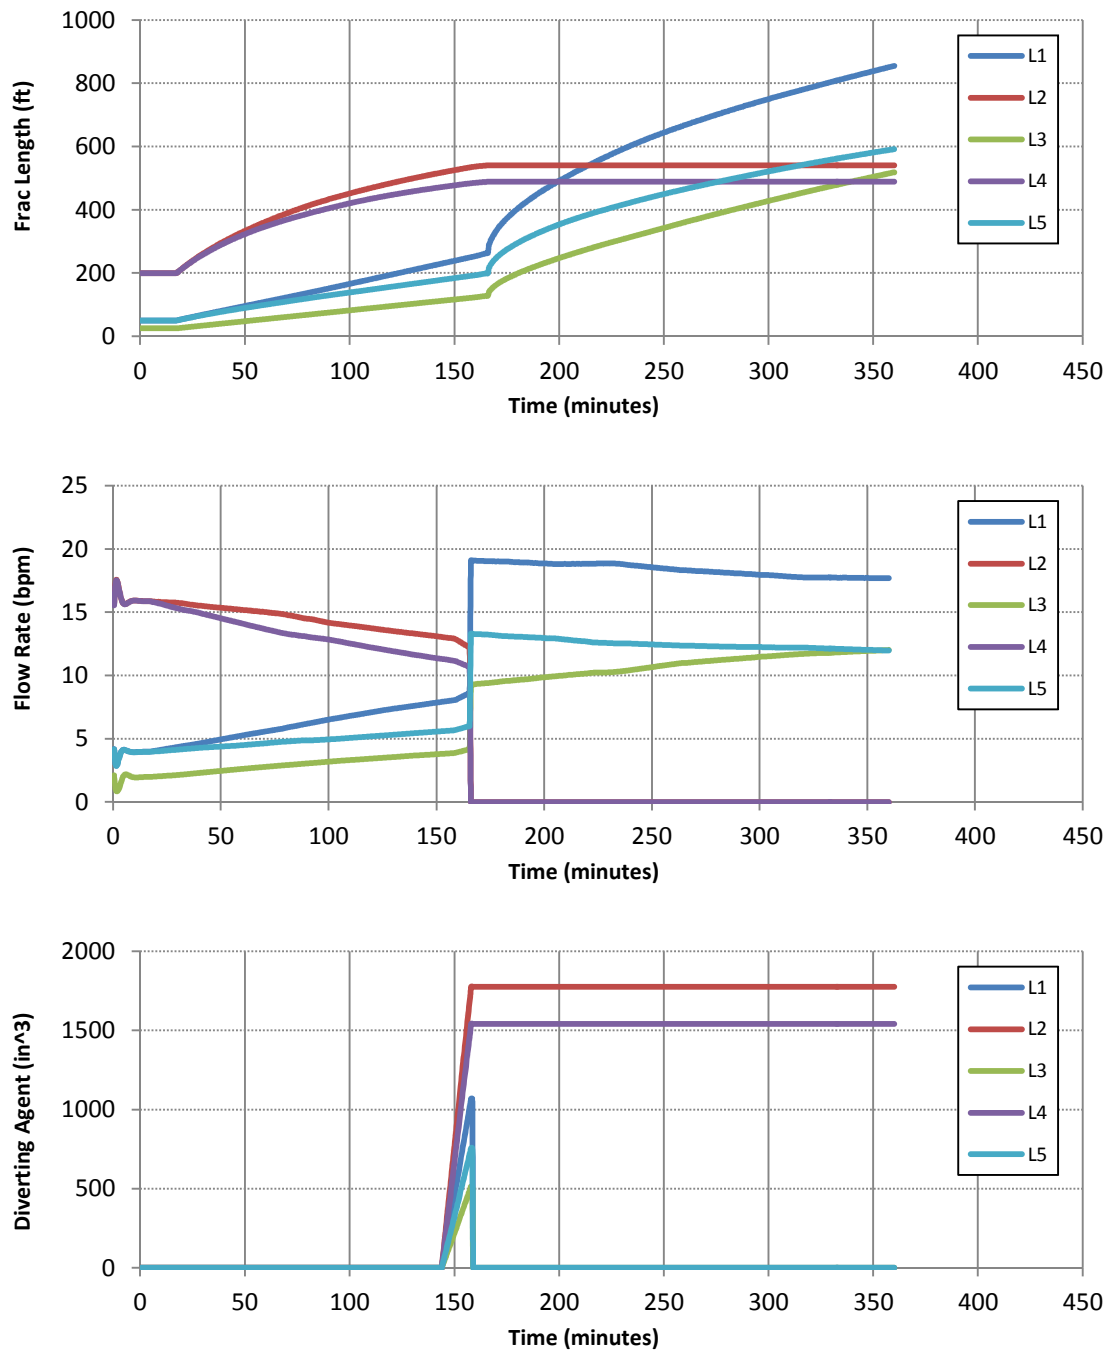 1000
800
600
400
200
0
Frac Length (ft)
0 50 100 150 200 250 300 350 400 450
Time (minutes)
L1
L2
L3
L4
L5
25
20
15
10
5
0
Flow Rate (bpm)
0 50 100 150 200 250 300 350 400 450
Time (minutes)
L1
L2
L3
L4
L5
2000
1500
1000
500
0
Diverting Agent (in^3)
0 50 100 150 200 250 300 350 400 450
Time (minutes)
L1
L2
L3
L4
L5